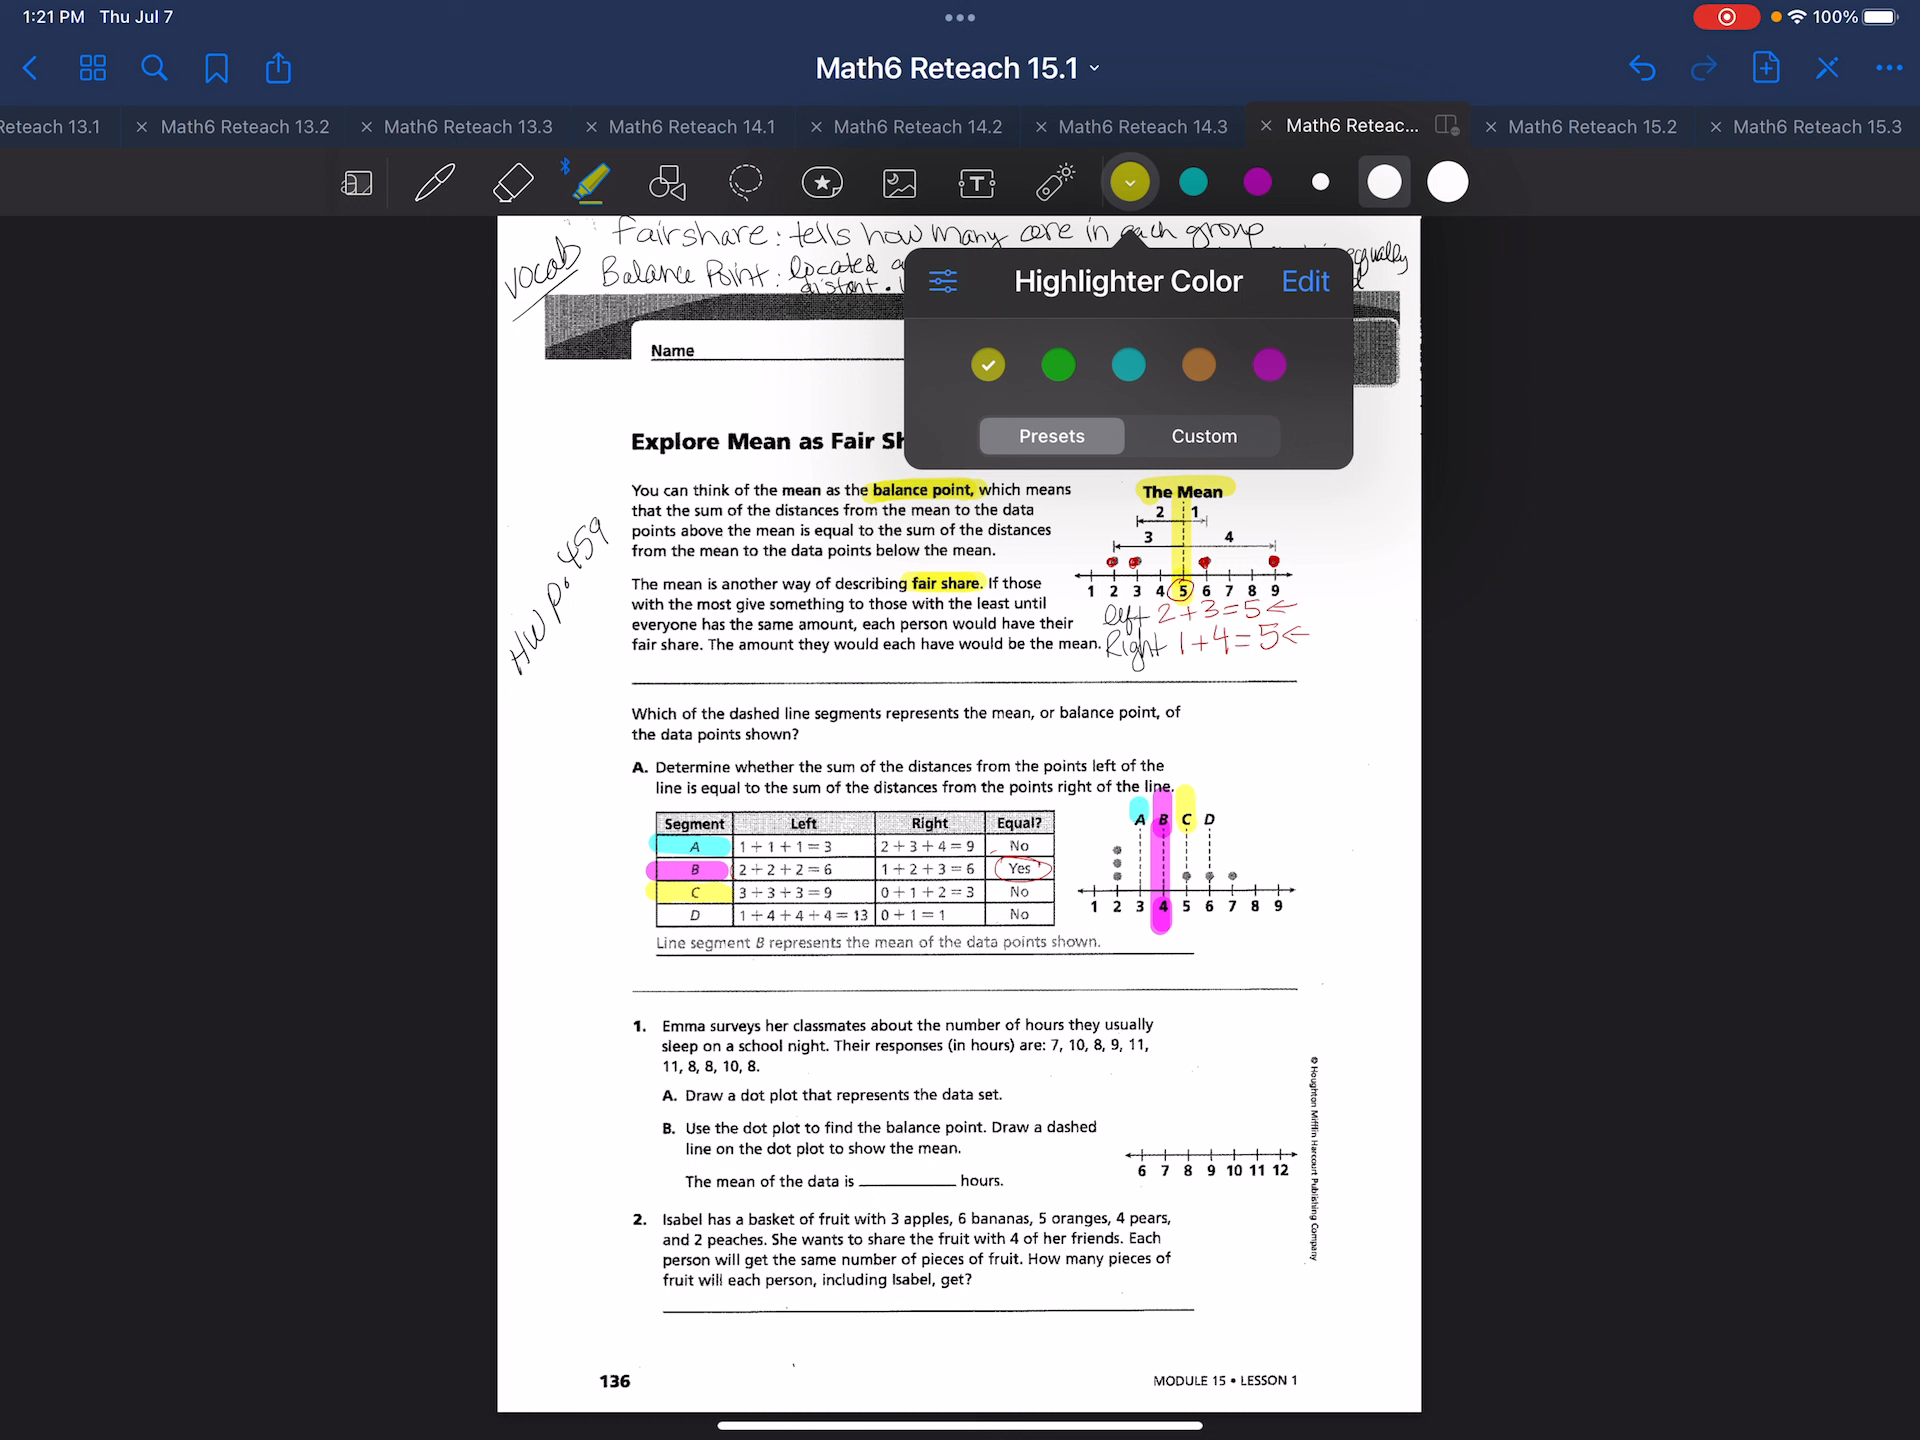 1:21 PM Thu Jul 7
100%
Math6 Reteach 15.1
Reteach 13.1
Math6 Reteach 13.2
Math6 Reteach 13.3
Math6 Reteach 14.1
Math6 Reteach 14.2
Math6 Reteach 14.3
Math6 Reteac...
Math6 Reteach 15.2
Math6 Reteach 15.3
Highlighter Color
Edit
Presets
Custom
vocab
fairshare: tells how many are in each group
Balance Point: located
equally
distant.
Name
HW p. 459
Explore Mean as Fair Sh
You can think of the mean as the balance point, which means
that the sum of the distances from the mean to the data
points above the mean is equal to the sum of the distances
from the mean to the data points below the mean.
The mean is another way of describing fair share. If those
with the most give something to those with the least until
everyone has the same amount, each person would have their
fair share. The amount they would each have would be the mean.
The Mean
2 1
3 4
1 2 3 4 5 6 7 8 9
left 2+3=5←
Right 1+4=5←
Which of the dashed line segments represents the mean, or balance point, of
the data points shown?
A. Determine whether the sum of the distances from the points left of the
line is equal to the sum of the distances from the points right of the line.
Segment Left Right Equal?
A 1 + 1 + 1 = 3 2 + 3 + 4 = 9 No
B 2 + 2 + 2 = 6 1 + 2 + 3 = 6 Yes
C 3 + 3 + 3 = 9 0 + 1 + 2 = 3 No
D 1 + 4 + 4 + 4 = 13 0 + 1 = 1 No
Line segment B represents the mean of the data points shown.
A B C D
1 2 3 4 5 6 7 8 9
1. Emma surveys her classmates about the number of hours they usually
sleep on a school night. Their responses (in hours) are: 7, 10, 8, 9, 11,
11, 8, 8, 10, 8.
A. Draw a dot plot that represents the data set.
B. Use the dot plot to find the balance point. Draw a dashed
line on the dot plot to show the mean.
The mean of the data is ____ hours.
6 7 8 9 10 11 12
2. Isabel has a basket of fruit with 3 apples, 6 bananas, 5 oranges, 4 pears,
and 2 peaches. She wants to share the fruit with 4 of her friends. Each
person will get the same number of pieces of fruit. How many pieces of
fruit will each person, including Isabel, get?
© Houghton Mifflin Harcourt Publishing Company
136
MODULE 15 • LESSON 1